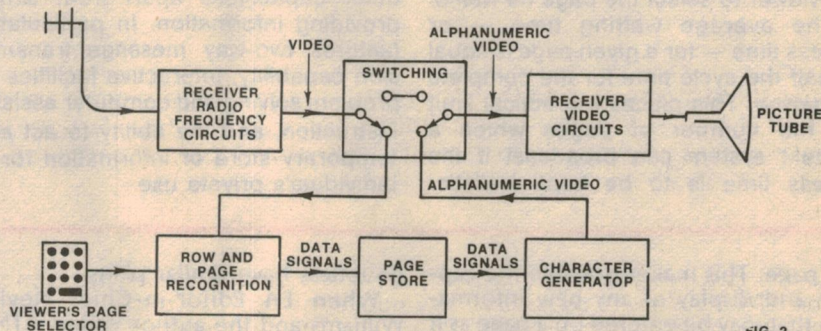 VIDEO
ALPHANUMERIC
VIDEO
SWITCHING
RECEIVER
RADIO
FREQUENCY
CIRCUITS
RECEIVER
VIDEO
CIRCUITS
PICTURE
TUBE
ALPHANUMERIC VIDEO
ROW AND
PAGE
RECOGNITION
DATA
SIGNALS
PAGE
STORE
DATA
SIGNALS
CHARACTER
GENERATOR
VIEWER'S PAGE
SELECTOR